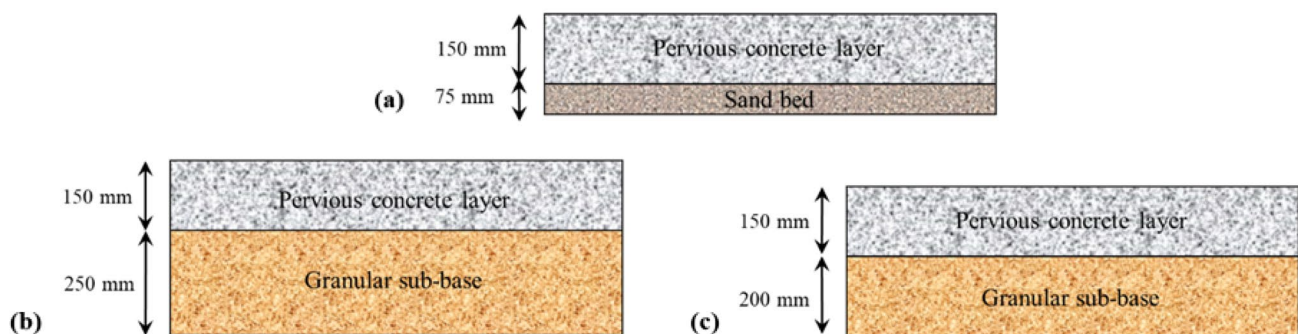 150 mm
Pervious concrete layer
(a)
75 mm
Sand bed
150 mm
Pervious concrete layer
250 mm
Granular sub-base
(b)
150 mm
Pervious concrete layer
200 mm
Granular sub-base
(c)